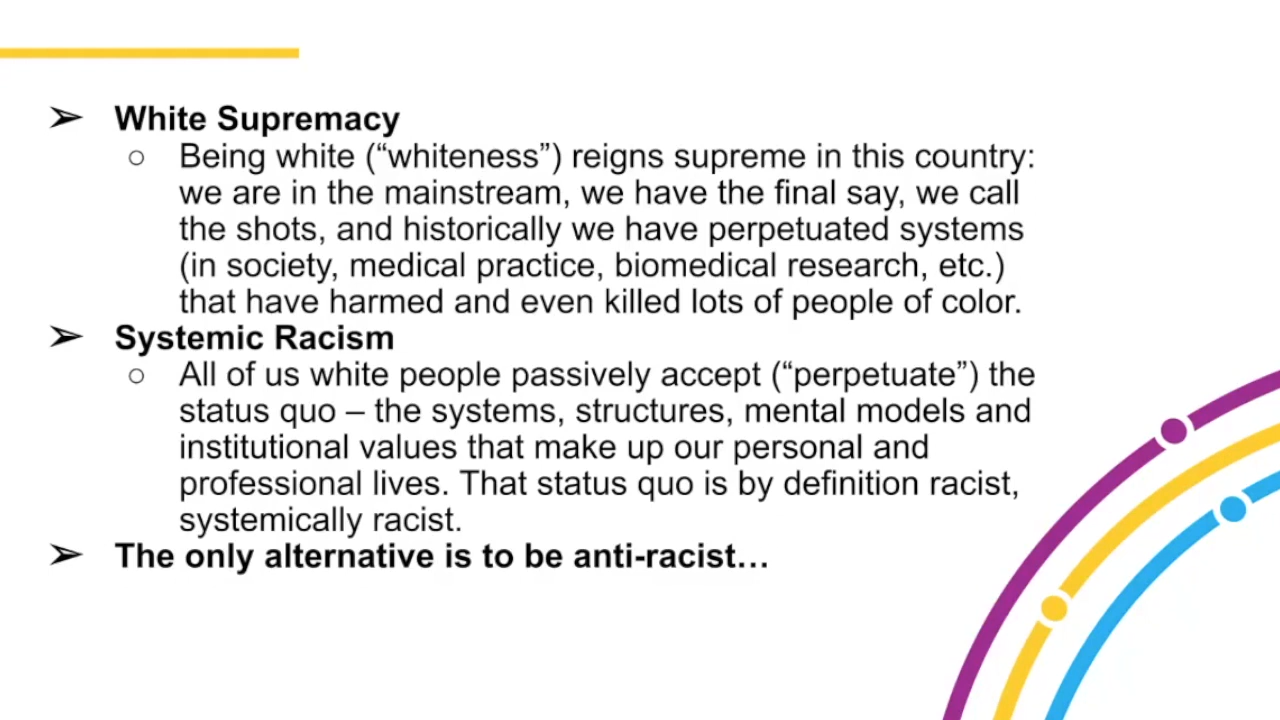 ➢ White Supremacy
○ Being white (“whiteness”) reigns supreme in this country:
we are in the mainstream, we have the final say, we call
the shots, and historically we have perpetuated systems
(in society, medical practice, biomedical research, etc.)
that have harmed and even killed lots of people of color.
➢ Systemic Racism
○ All of us white people passively accept (“perpetuate”) the
status quo – the systems, structures, mental models and
institutional values that make up our personal and
professional lives. That status quo is by definition racist,
systemically racist.
➢ The only alternative is to be anti-racist…